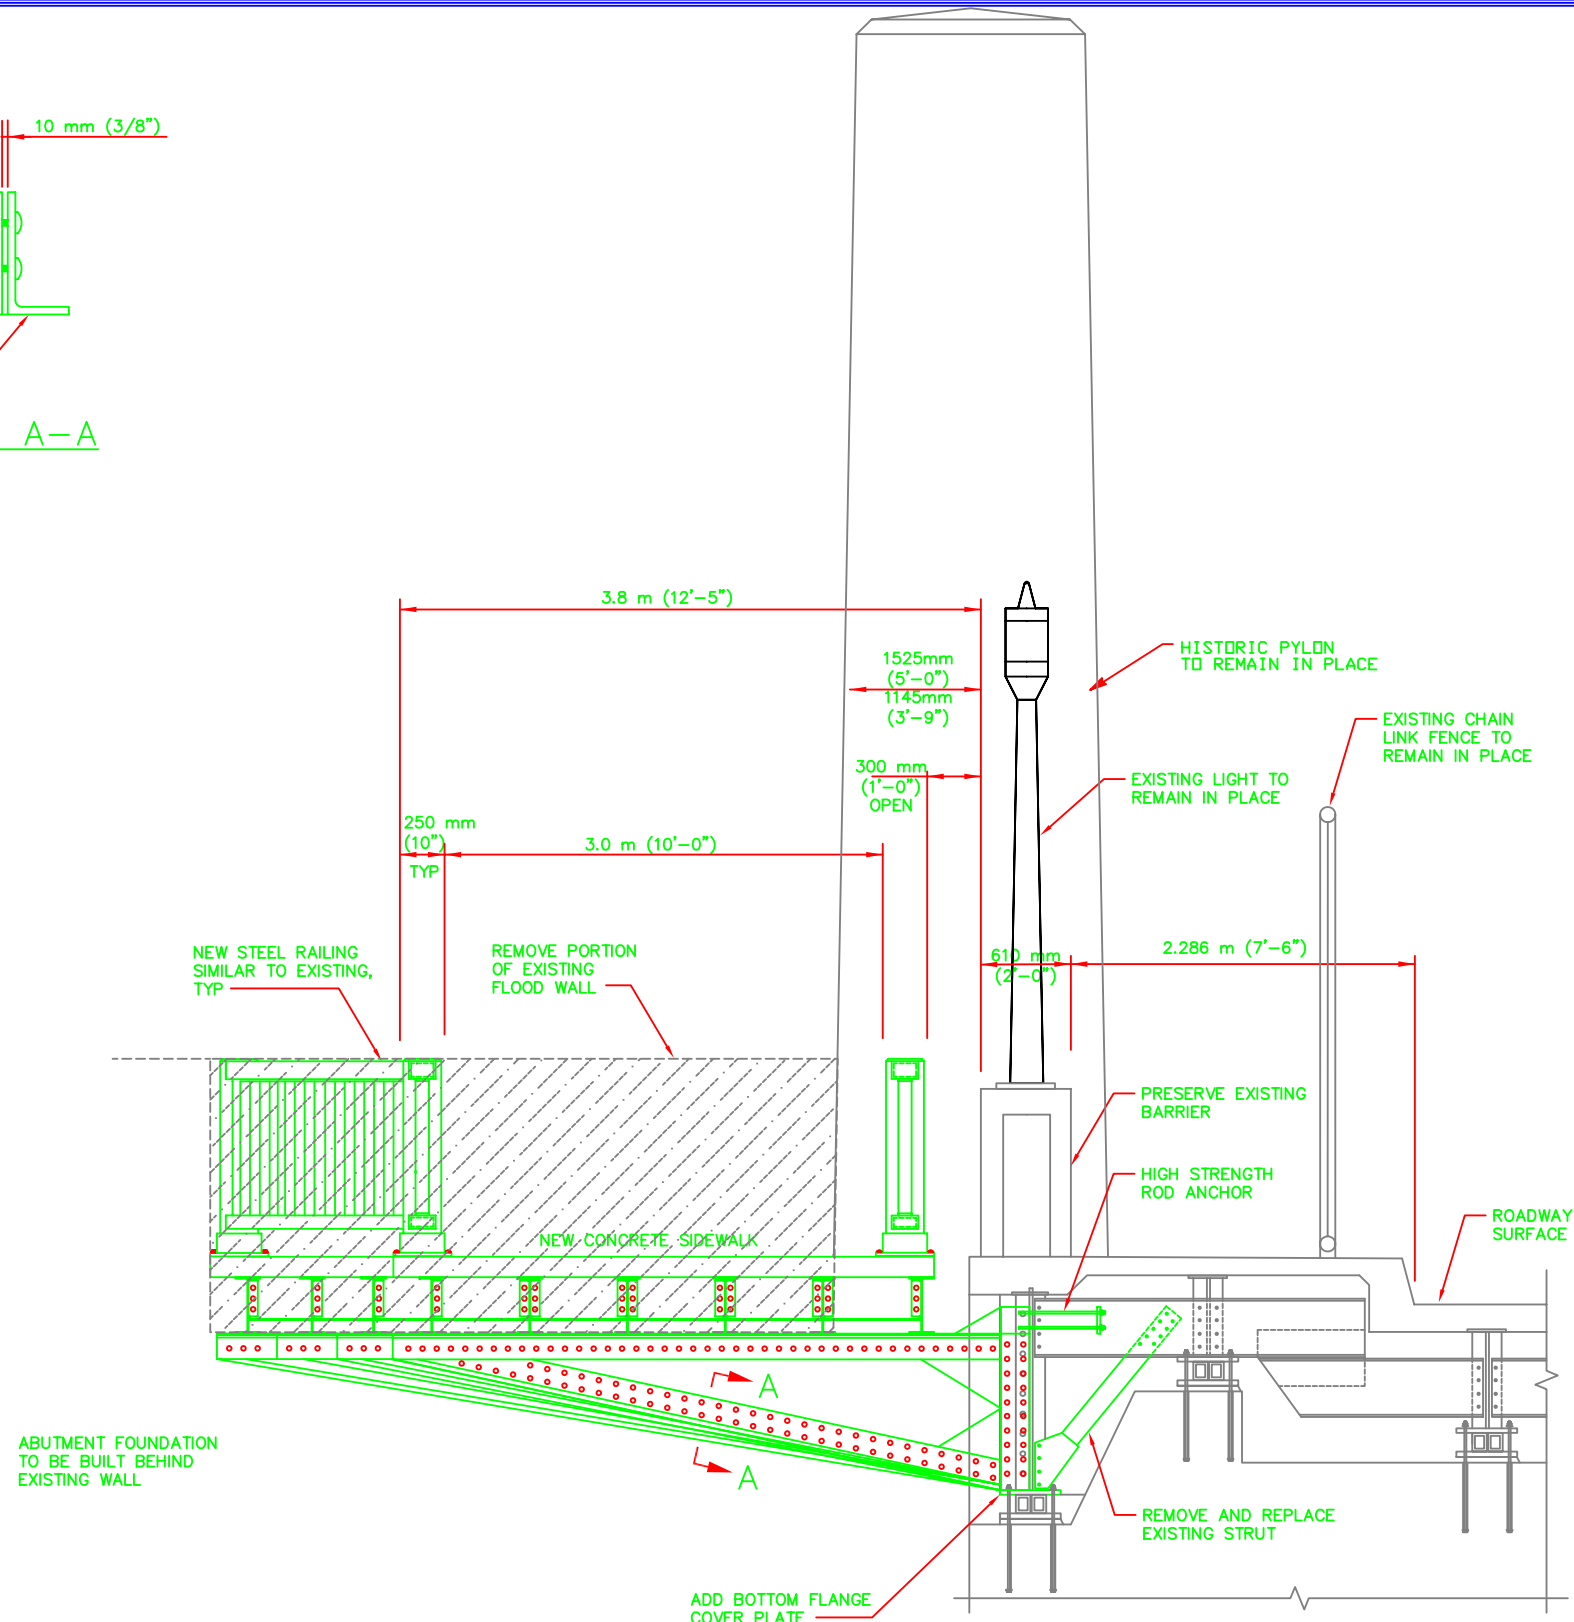 10 mm (3/8")
A-A
3.8 m (12'-5")
1525mm
(5'-0")
1145mm
(3'-9")
HISTORIC PYLON
TO REMAIN IN PLACE
EXISTING CHAIN
LINK FENCE TO
REMAIN IN PLACE
300 mm
(1'-0")
OPEN
EXISTING LIGHT TO
REMAIN IN PLACE
250 mm
(10")
TYP
3.0 m (10'-0")
NEW STEEL RAILING
SIMILAR TO EXISTING,
TYP
REMOVE PORTION
OF EXISTING
FLOOD WALL
610 mm
(2'-0")
2.286 m (7'-6")
PRESERVE EXISTING
BARRIER
HIGH STRENGTH
ROD ANCHOR
ROADWAY
SURFACE
NEW CONCRETE SIDEWALK
A
A
ABUTMENT FOUNDATION
TO BE BUILT BEHIND
EXISTING WALL
REMOVE AND REPLACE
EXISTING STRUT
ADD BOTTOM FLANGE
COVER PLATE